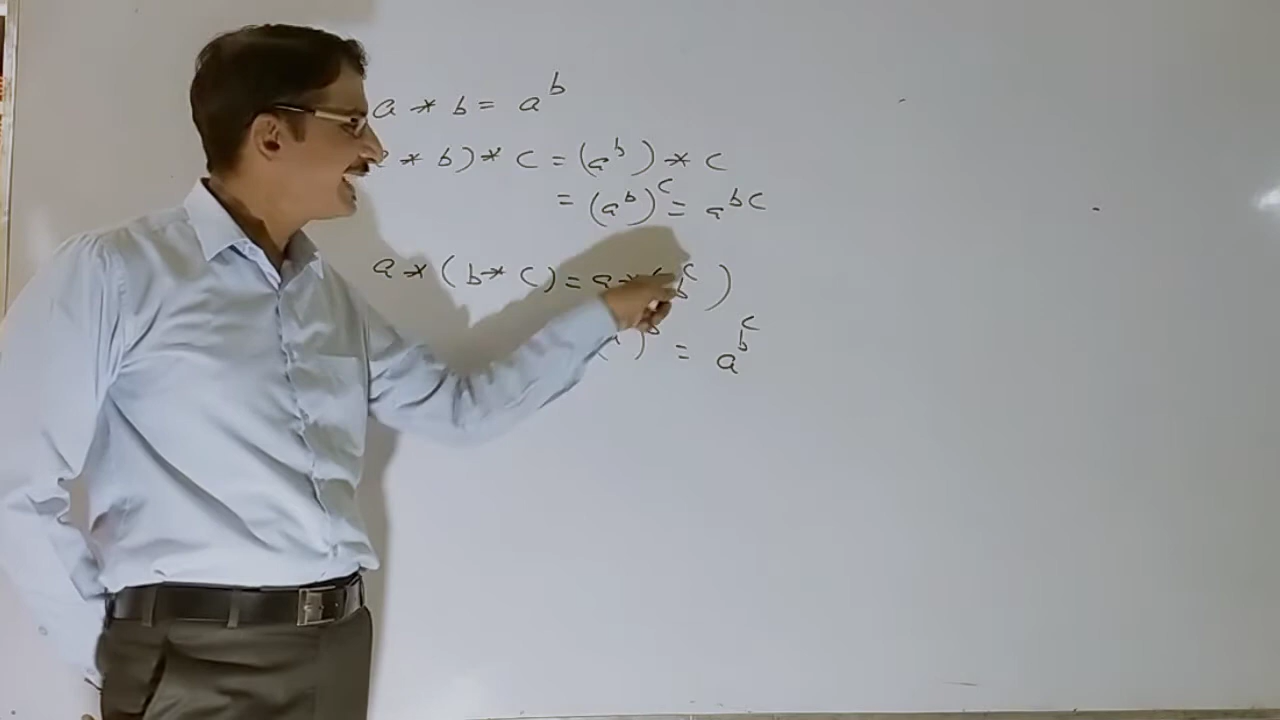 a * b = a^b
* b) * c = (a^b) * c
= (a^b)^c = a^bc
a * (b * c) = a * ( b^c )
( a )^b = a^b^c